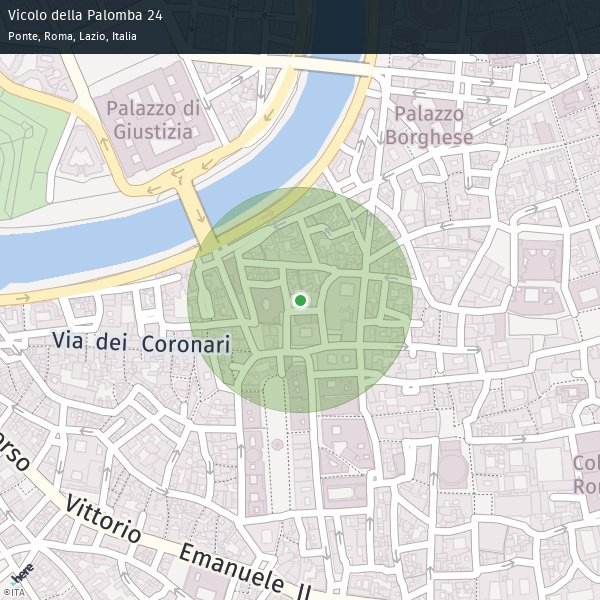 Vicolo della Palomba 24
Ponte, Roma, Lazio, Italia
Palazzo di
Giustizia
Palazzo
Borghese
Via dei Coronari
Corso
Vittorio
Emanuele II
Col
Ro
here
©ITA